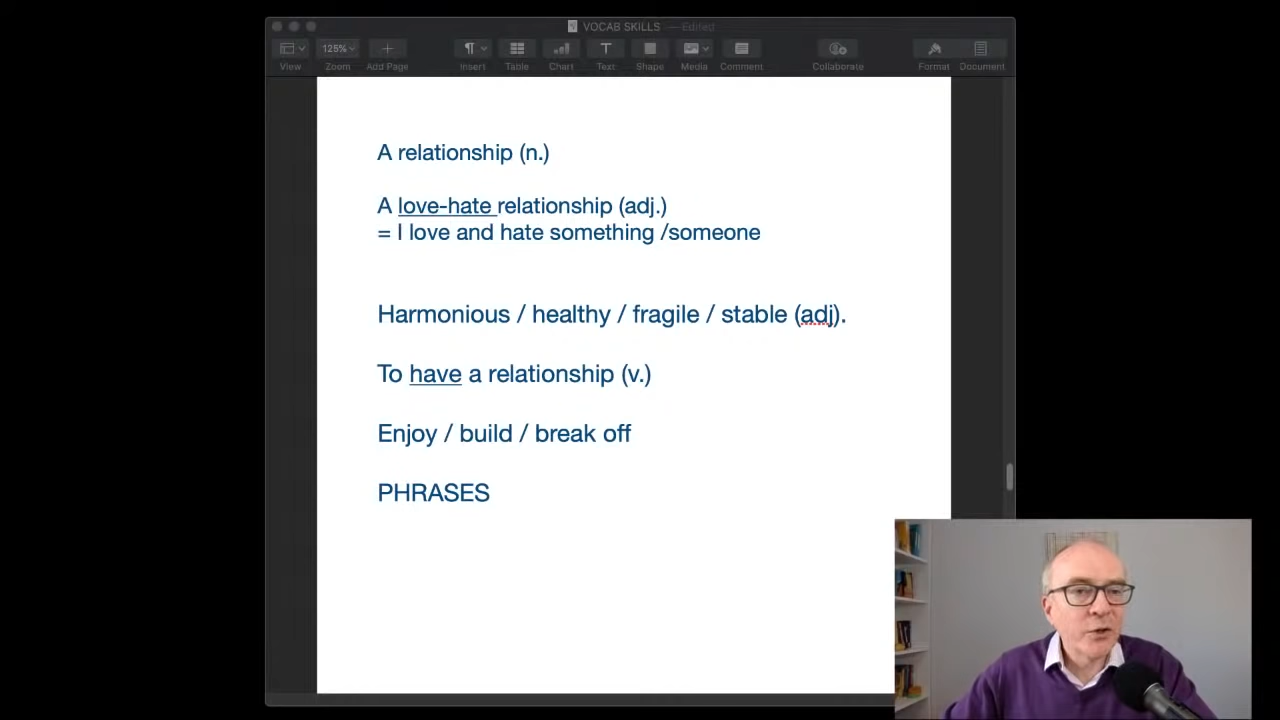 VOCAB SKILLS — Edited
125%
View Zoom Add Page Insert Table Chart Text Shape Media Comment Collaborate Format Document
A relationship (n.)
A love-hate relationship (adj.)
= I love and hate something /someone
Harmonious / healthy / fragile / stable (adj).
To have a relationship (v.)
Enjoy / build / break off
PHRASES